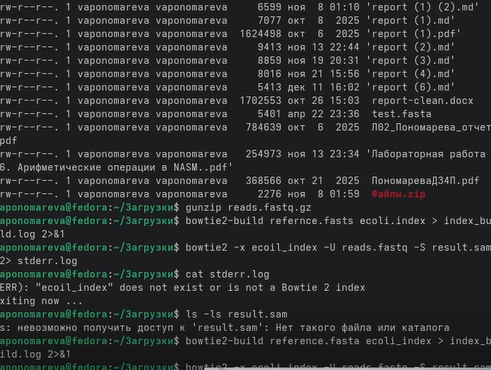 rw-r--r--. 1 vaponomareva vaponomareva 6599 ноя 8 01:10 'report (1) (2).md'
rw-r--r--. 1 vaponomareva vaponomareva 7077 окт 8 2025 'report (1).md'
rw-r--r--. 1 vaponomareva vaponomareva 1624498 окт 6 2025 'report (1).pdf'
rw-r--r--. 1 vaponomareva vaponomareva 9413 ноя 13 22:44 'report (2).md'
rw-r--r--. 1 vaponomareva vaponomareva 8859 ноя 19 20:31 'report (3).md'
rw-r--r--. 1 vaponomareva vaponomareva 8016 ноя 21 15:56 'report (4).md'
rw-r--r--. 1 vaponomareva vaponomareva 5413 дек 11 16:02 'report (6).md'
rw-r--r--. 1 vaponomareva vaponomareva 1702553 окт 26 15:03 report-clean.docx
rw-r--r--. 1 vaponomareva vaponomareva 5401 апр 22 23:36 test.fasta
rw-r--r--. 1 vaponomareva vaponomareva 784639 окт 6 2025 Л02_Пономарева_отчет
pdf
rw-r--r--. 1 vaponomareva vaponomareva 254973 ноя 13 23:34 'Лабораторная работа
6. Арифметические операции в NASM..pdf'
rw-r--r--. 1 vaponomareva vaponomareva 368566 окт 21 2025 ПономареваДЗ4П.pdf
rw-r--r--. 1 vaponomareva vaponomareva 2276 ноя 8 01:59 Файлы.zip
aponomareva@fedora:~/Загрузки$ gunzip reads.fastq.gz
aponomareva@fedora:~/Загрузки$ bowtie2-build refernce.fasts ecoli.index > index_bu
ld.log 2>&1
aponomareva@fedora:~/Загрузки$ bowtie2 -x ecoil_index -U reads.fastq -S result.sam
2> stderr.log
aponomareva@fedora:~/Загрузки$ cat stderr.log
ERR): "ecoil_index" does not exist or is not a Bowtie 2 index
xiting now ...
aponomareva@fedora:~/Загрузки$ ls -ls result.sam
s: невозможно получить доступ к 'result.sam': Нет такого файла или каталога
aponomareva@fedora:~/Загрузки$ bowtie2-build reference.fasta ecoli_index > index_b
ild.log 2>&1
aponomareva@fedora:~/Загрузки$ bowtie2 -x ecoli_index -U reads.fastq -S result.sam